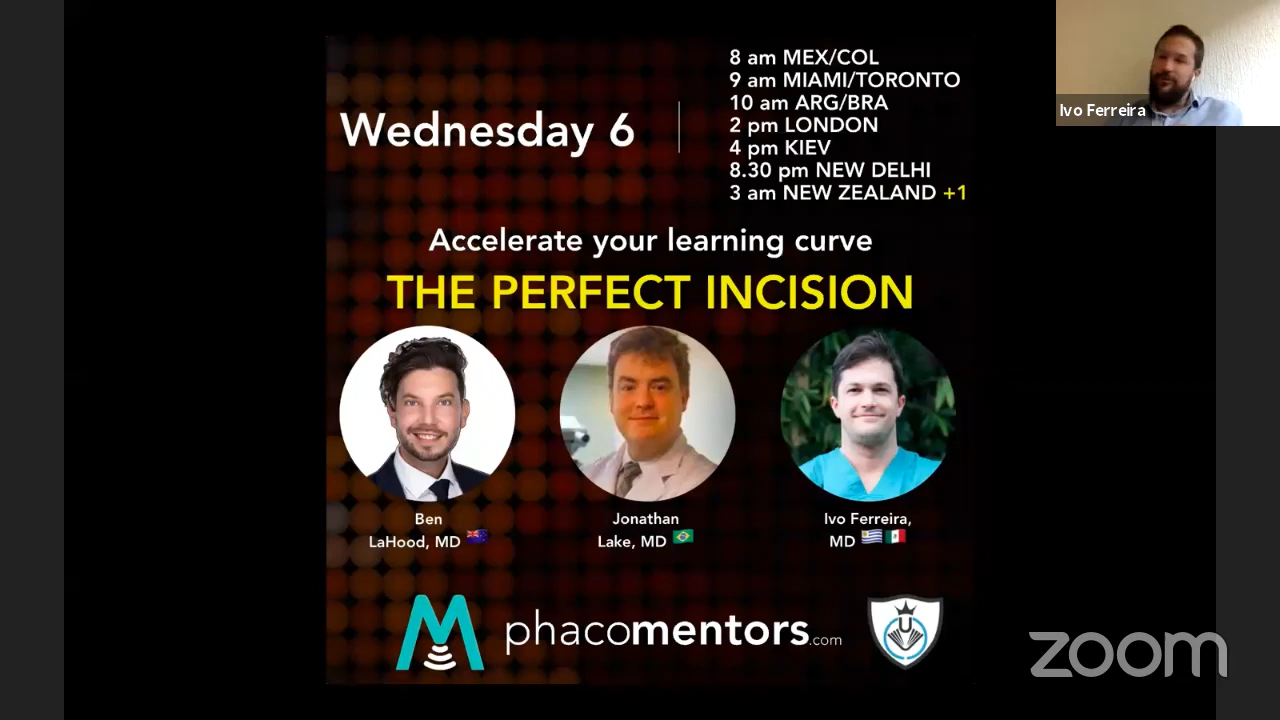 Wednesday 6
8 am MEX/COL
9 am MIAMI/TORONTO
10 am ARG/BRA
2 pm LONDON
4 pm KIEV
8.30 pm NEW DELHI
3 am NEW ZEALAND +1
Ivo Ferreira
Accelerate your learning curve
THE PERFECT INCISION
Ben
LaHood, MD
Jonathan
Lake, MD
Ivo Ferreira,
MD
phacomentors.com
zoom